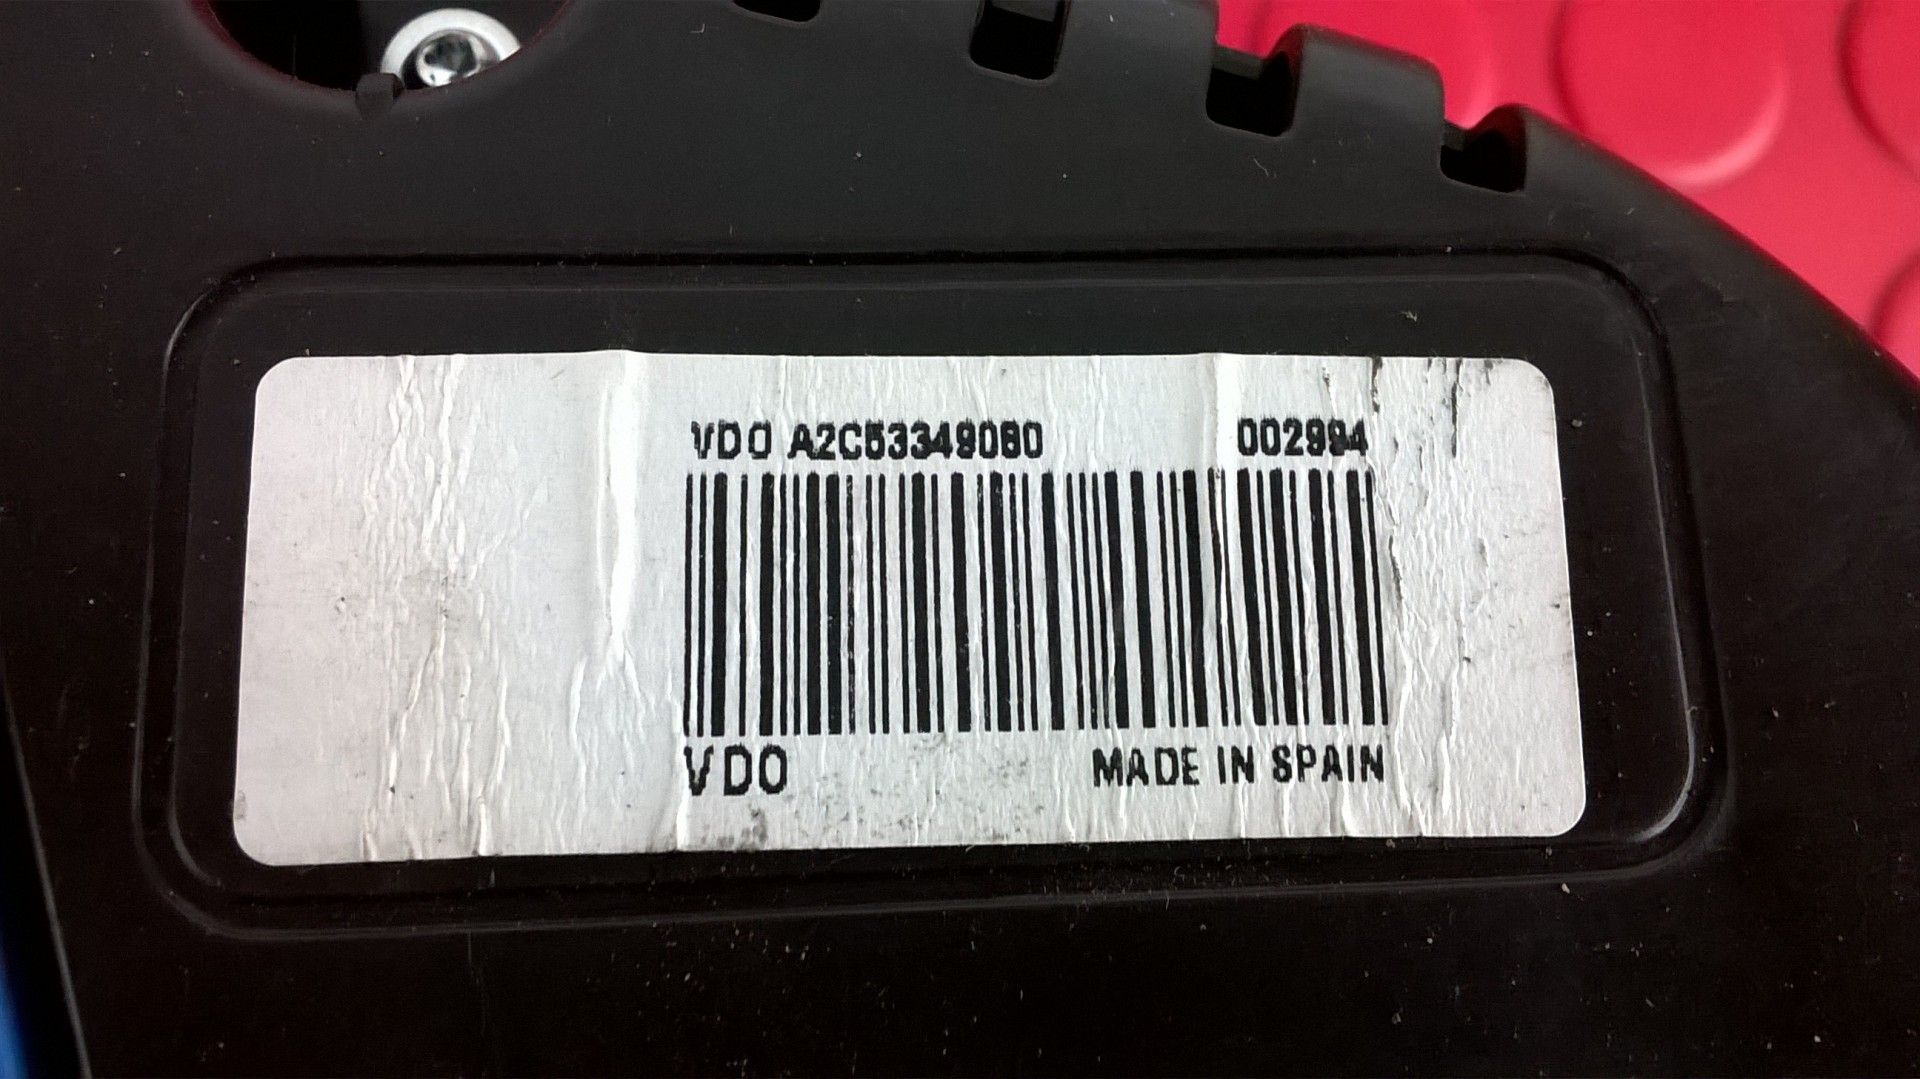 VDO A2C53349080 002994
VDO MADE IN SPAIN